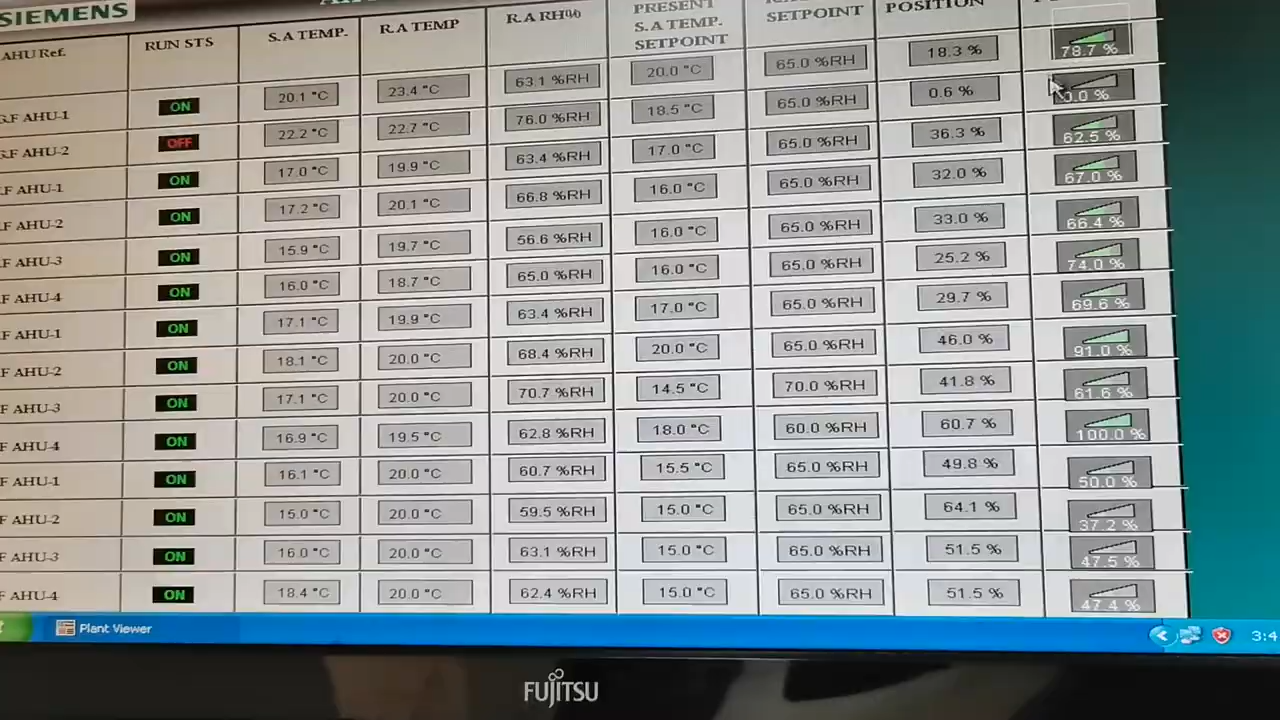 SIEMENS
AHU Ref. RUN STS S.A TEMP. R.A TEMP R.A RH% PRESENT S.A TEMP. SETPOINT SETPOINT POSITION
G.F AHU-1 ON 20.1 °C 23.4 °C 63.1 %RH 20.0 °C 65.0 %RH 18.3 % 78.7 %
G.F AHU-2 OFF 22.2 °C 22.7 °C 76.0 %RH 18.5 °C 65.0 %RH 0.6 % 0.0 %
.F AHU-1 ON 17.0 °C 19.9 °C 63.4 %RH 17.0 °C 65.0 %RH 36.3 % 62.5 %
.F AHU-2 ON 17.2 °C 20.1 °C 66.8 %RH 16.0 °C 65.0 %RH 32.0 % 67.0 %
.F AHU-3 ON 15.9 °C 19.7 °C 56.6 %RH 16.0 °C 65.0 %RH 33.0 % 66.4 %
.F AHU-4 ON 16.0 °C 18.7 °C 65.0 %RH 16.0 °C 65.0 %RH 25.2 % 74.0 %
.F AHU-1 ON 17.1 °C 19.9 °C 63.4 %RH 17.0 °C 65.0 %RH 29.7 % 69.6 %
F AHU-2 ON 18.1 °C 20.0 °C 68.4 %RH 20.0 °C 65.0 %RH 46.0 % 91.0 %
F AHU-3 ON 17.1 °C 20.0 °C 70.7 %RH 14.5 °C 70.0 %RH 41.8 % 61.6 %
F AHU-4 ON 16.9 °C 19.5 °C 62.8 %RH 18.0 °C 60.0 %RH 60.7 % 100.0 %
F AHU-1 ON 16.1 °C 20.0 °C 60.7 %RH 15.5 °C 65.0 %RH 49.8 % 50.0 %
F AHU-2 ON 15.0 °C 20.0 °C 59.5 %RH 15.0 °C 65.0 %RH 64.1 % 37.2 %
F AHU-3 ON 16.0 °C 20.0 °C 63.1 %RH 15.0 °C 65.0 %RH 51.5 % 47.5 %
F AHU-4 ON 18.4 °C 20.0 °C 62.4 %RH 15.0 °C 65.0 %RH 51.5 % 47.4 %
Plant Viewer 3:4
FUJITSU